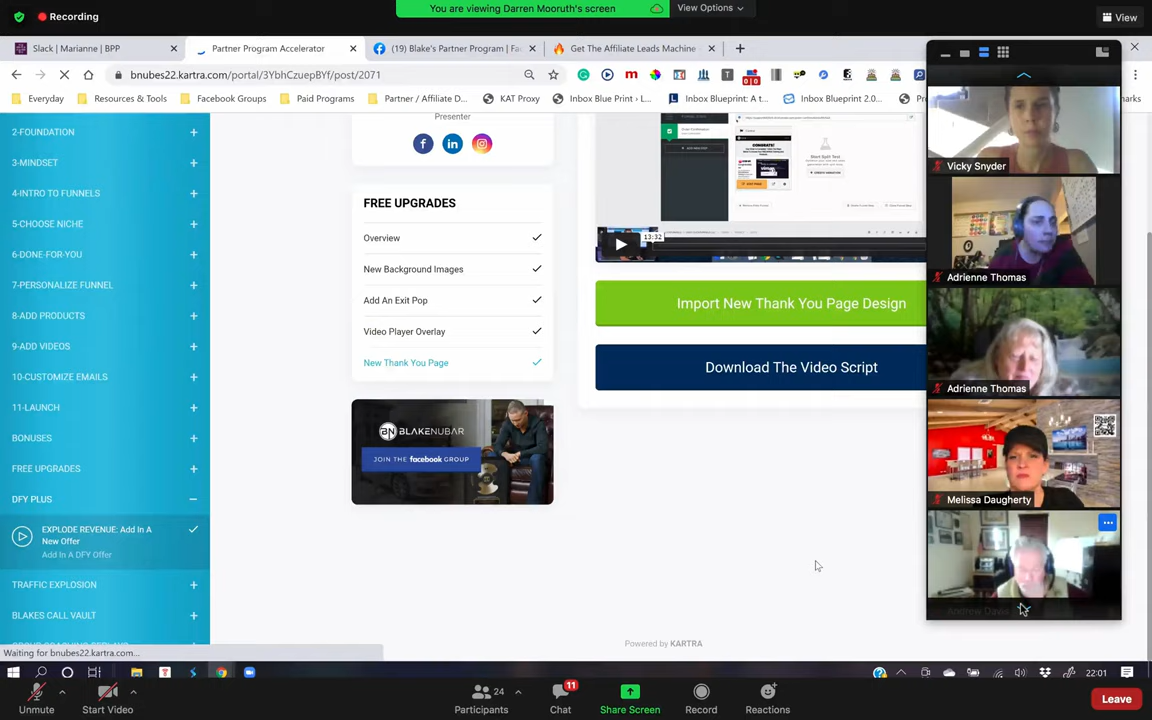 Recording
You are viewing Darren Mooruth's screen
View Options
View
Slack | Marianne | BPP
Partner Program Accelerator
(19) Blake's Partner Program | Fa
Get The Affiliate Leads Machine
bnubes22.kartra.com/portal/3YbhCzuepBYf/post/2071
Everyday
Resources & Tools
Facebook Groups
Paid Programs
Partner / Affiliate D...
KAT Proxy
Inbox Blue Print › L...
Inbox Blueprint: A t...
Inbox Blueprint 2.0...
2-FOUNDATION
3-MINDSET
4-INTRO TO FUNNELS
5-CHOOSE NICHE
6-DONE-FOR-YOU
7-PERSONALIZE FUNNEL
8-ADD PRODUCTS
9-ADD VIDEOS
10-CUSTOMIZE EMAILS
11-LAUNCH
BONUSES
FREE UPGRADES
DFY PLUS
EXPLODE REVENUE: Add In A
New Offer
Add In A DFY Offer
TRAFFIC EXPLOSION
BLAKES CALL VAULT
Waiting for bnubes22.kartra.com...
Presenter
FREE UPGRADES
Overview
New Background Images
Add An Exit Pop
Video Player Overlay
New Thank You Page
BN BLAKENUBAR
JOIN THE facebook GROUP
CONGRATS!
Start Split Test
13:32
Import New Thank You Page Design
Download The Video Script
Powered by KARTRA
Vicky Snyder
Adrienne Thomas
Adrienne Thomas
Melissa Daugherty
22:01
Unmute
Start Video
24
Participants
11
Chat
Share Screen
Record
Reactions
Leave